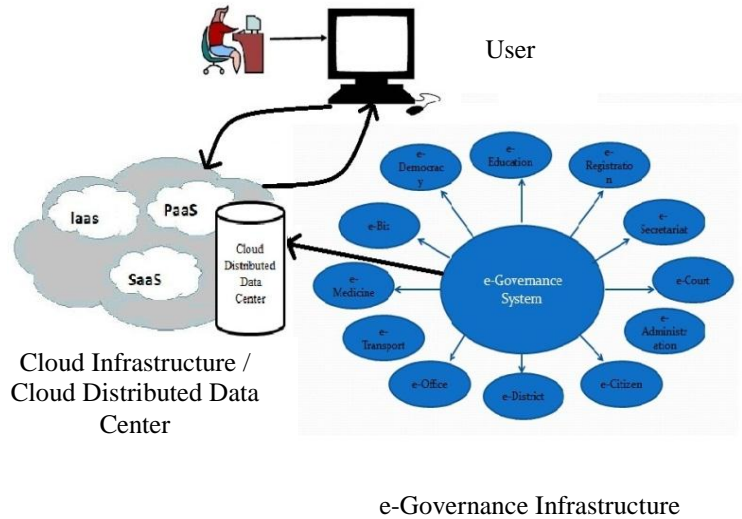 User
Iaas
PaaS
SaaS
Cloud
Distributed
Data
Center
Cloud Infrastructure /
Cloud Distributed Data
Center
e-
Democrac
y
e-
Education
e-
Registratio
n
e-Biz
e-
Secretariat
e-Governance
System
e-
Medicine
e-Court
e-
Transport
e-
Administr
ation
e-Office
e-District
e-Citizen
e-Governance Infrastructure